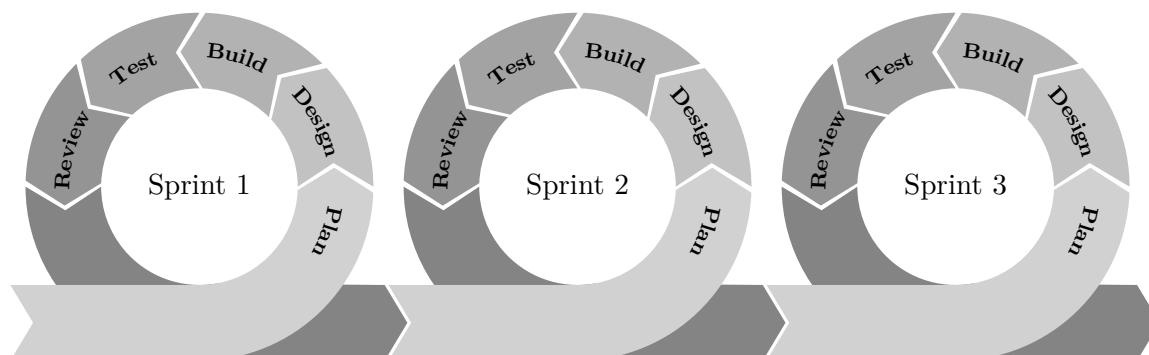 Plan
Design
Build
Test
Review
Sprint 1
Plan
Design
Build
Test
Review
Sprint 2
Plan
Design
Build
Test
Review
Sprint 3